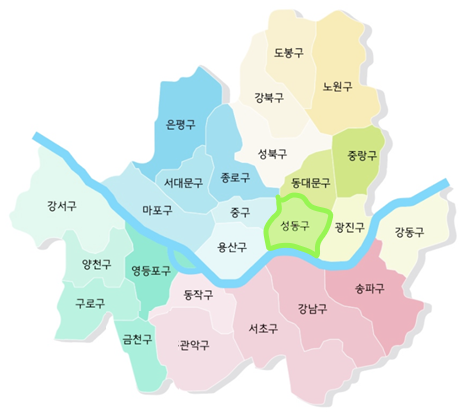 도봉구
노원구
강북구
은평구
성북구
중랑구
서대문구
종로구
동대문구
강서구
마포구
중구
성동구
광진구
강동구
용산구
양천구
영등포구
동작구
송파구
구로구
강남구
금천구
관악구
서초구